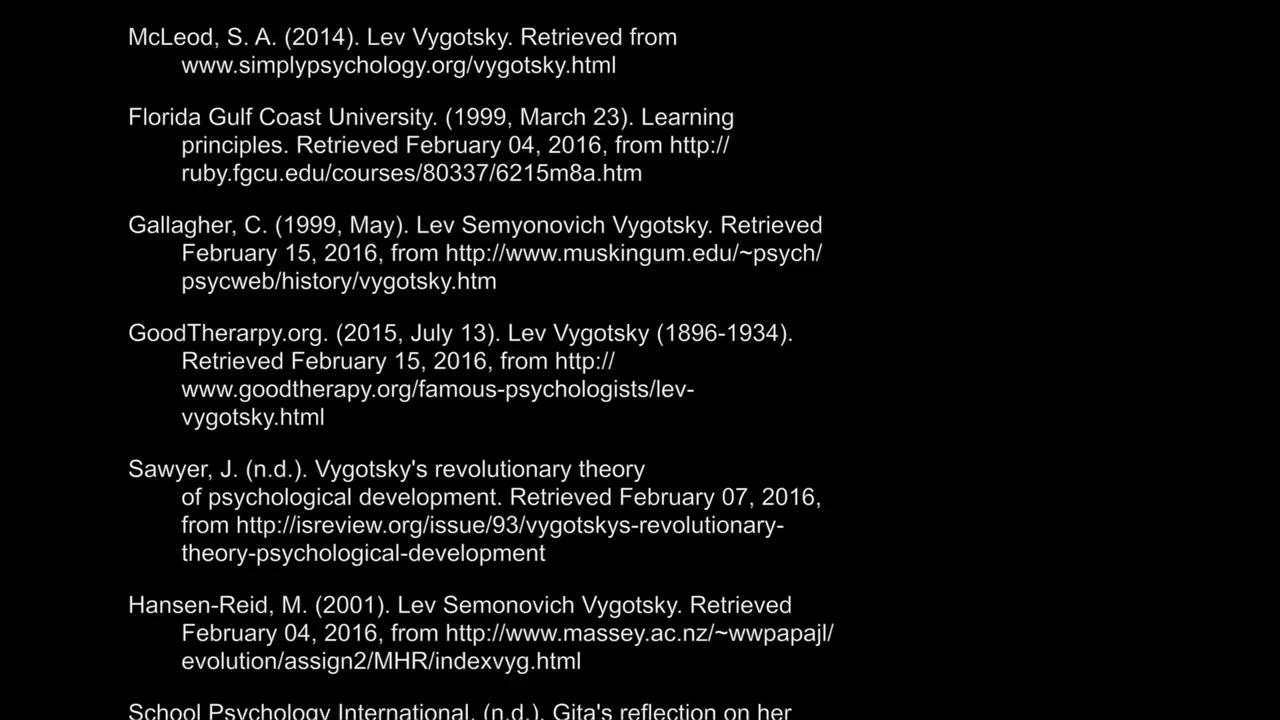 McLeod, S. A. (2014). Lev Vygotsky. Retrieved from
www.simplypsychology.org/vygotsky.html
Florida Gulf Coast University. (1999, March 23). Learning
principles. Retrieved February 04, 2016, from http://
ruby.fgcu.edu/courses/80337/6215m8a.htm
Gallagher, C. (1999, May). Lev Semyonovich Vygotsky. Retrieved
February 15, 2016, from http://www.muskingum.edu/~psych/
psycweb/history/vygotsky.htm
GoodTherarpy.org. (2015, July 13). Lev Vygotsky (1896-1934).
Retrieved February 15, 2016, from http://
www.goodtherapy.org/famous-psychologists/lev-
vygotsky.html
Sawyer, J. (n.d.). Vygotsky's revolutionary theory
of psychological development. Retrieved February 07, 2016,
from http://isreview.org/issue/93/vygotskys-revolutionary-
theory-psychological-development
Hansen-Reid, M. (2001). Lev Semonovich Vygotsky. Retrieved
February 04, 2016, from http://www.massey.ac.nz/~wwpapajl/
evolution/assign2/MHR/indexvyg.html
School Psychology International. (n.d.). Gita's reflection on her